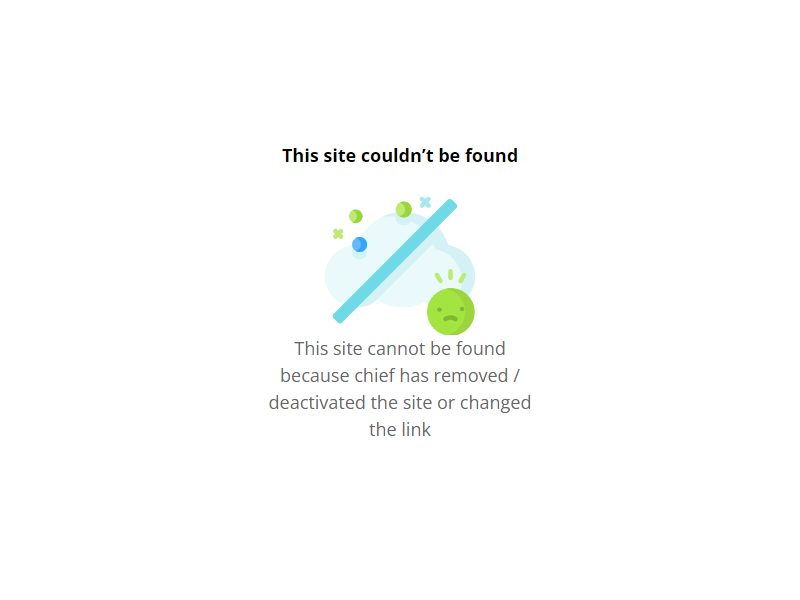 This site couldn’t be found
This site cannot be found
because chief has removed /
deactivated the site or changed
the link